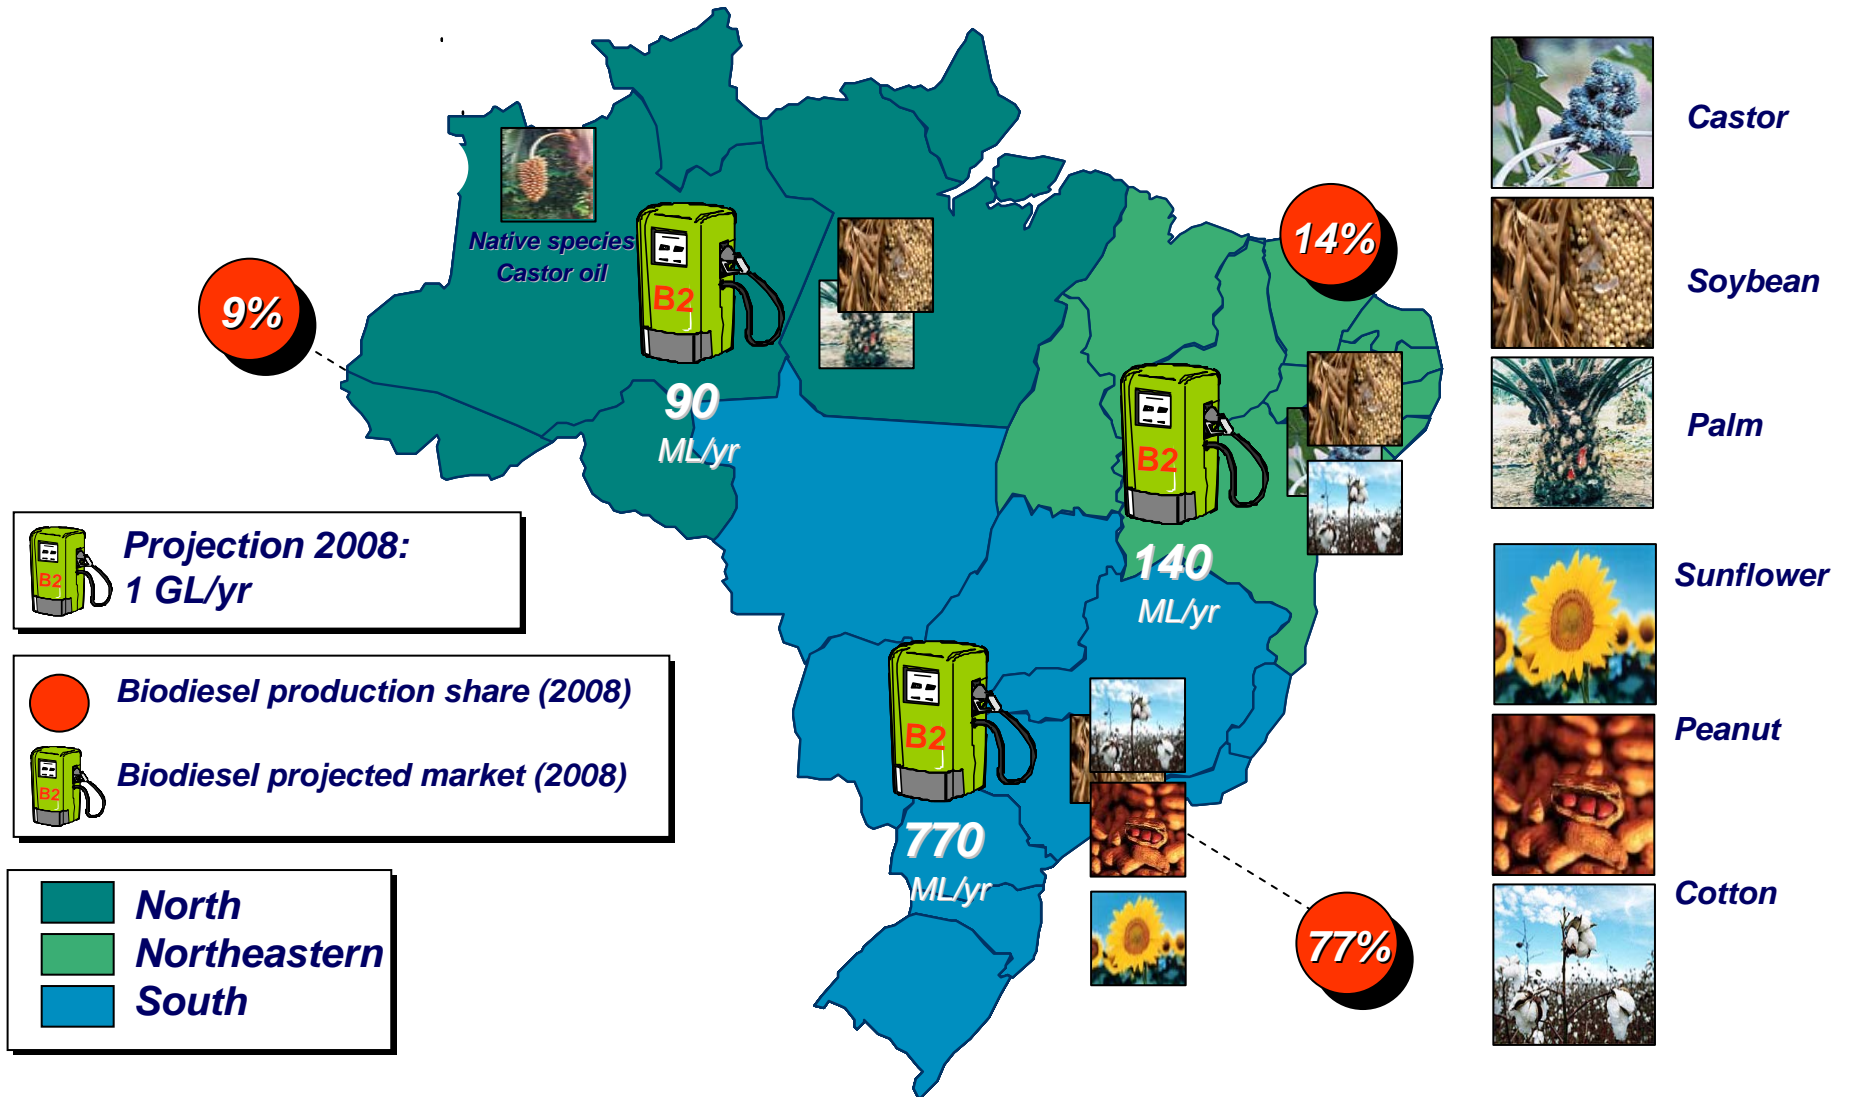 Castor
14%
Soybean
Native species
Castor oil
B2
9%
90
ML/yr
Palm
B2
Projection 2008:
1 GL/yr
B2
140
ML/yr
Sunflower
Biodiesel production share (2008)
B2
Peanut
Biodiesel projected market (2008)
B2
770
ML/yr
Cotton
77%
North
Northeastern
South